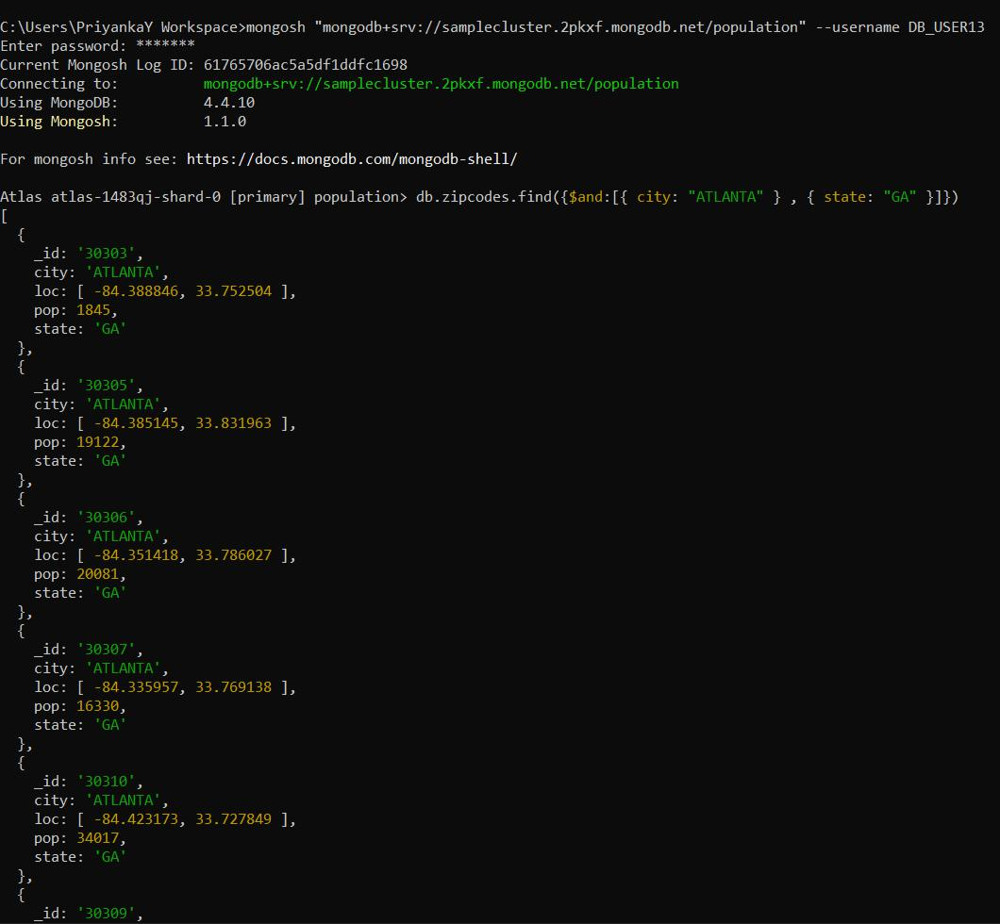 C:\Users\PriyankaY Workspace>mongosh "mongodb+srv://samplecluster.2pkxf.mongodb.net/population" --username DB_USER13
Enter password: *******
Current Mongosh Log ID: 61765706ac5a5df1ddfc1698
Connecting to:          mongodb+srv://samplecluster.2pkxf.mongodb.net/population
Using MongoDB:          4.4.10
Using Mongosh:          1.1.0
For mongosh info see: https://docs.mongodb.com/mongodb-shell/
Atlas atlas-1483qj-shard-0 [primary] population> db.zipcodes.find({$and:[{ city: "ATLANTA" } , { state: "GA" }]})
[
  {
    _id: '30303',
    city: 'ATLANTA',
    loc: [ -84.388846, 33.752504 ],
    pop: 1845,
    state: 'GA'
  },
  {
    _id: '30305',
    city: 'ATLANTA',
    loc: [ -84.385145, 33.831963 ],
    pop: 19122,
    state: 'GA'
  },
  {
    _id: '30306',
    city: 'ATLANTA',
    loc: [ -84.351418, 33.786027 ],
    pop: 20081,
    state: 'GA'
  },
  {
    _id: '30307',
    city: 'ATLANTA',
    loc: [ -84.335957, 33.769138 ],
    pop: 16330,
    state: 'GA'
  },
  {
    _id: '30310',
    city: 'ATLANTA',
    loc: [ -84.423173, 33.727849 ],
    pop: 34017,
    state: 'GA'
  },
  {
    _id: '30309',